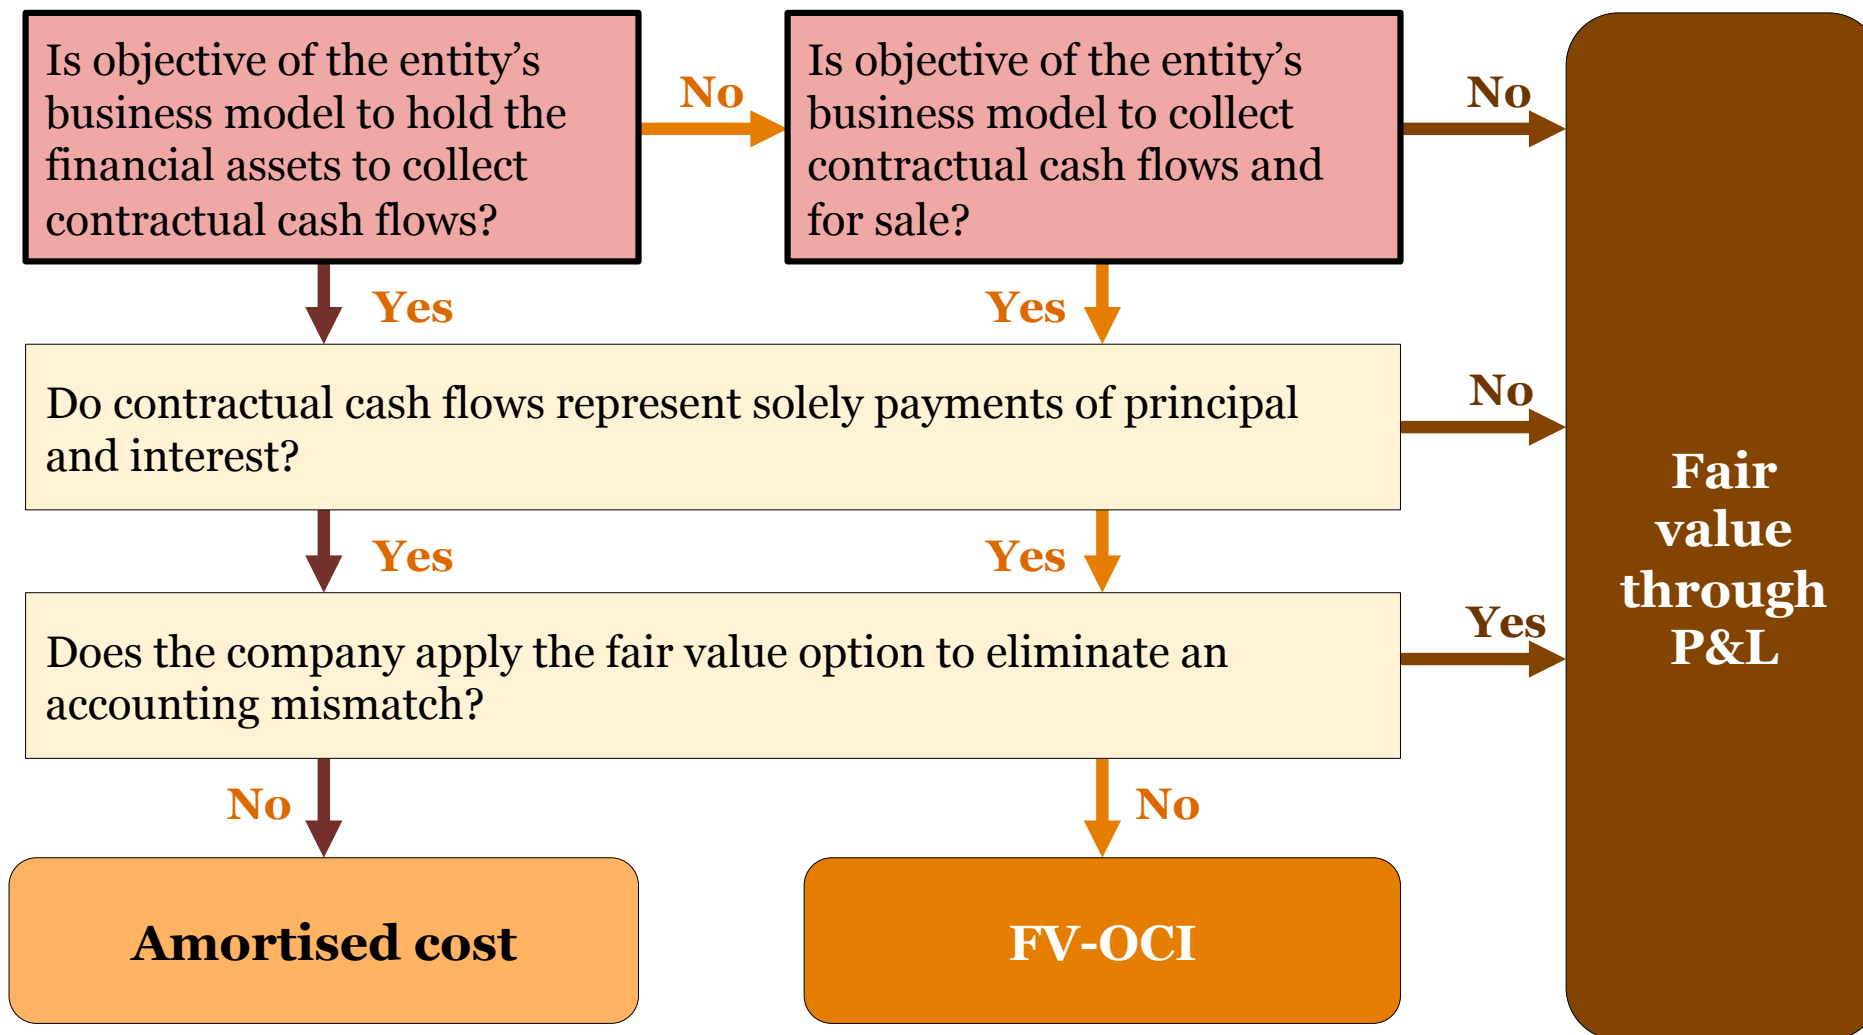 Is objective of the entity’s
business model to hold the
financial assets to collect
contractual cash flows?
No
Is objective of the entity’s
business model to collect
contractual cash flows and
for sale?
No
Yes
Yes
Do contractual cash flows represent solely payments of principal
and interest?
No
Yes
Yes
Does the company apply the fair value option to eliminate an
accounting mismatch?
Yes
No
No
Amortised cost
FV-OCI
Fair
value
through
P&L